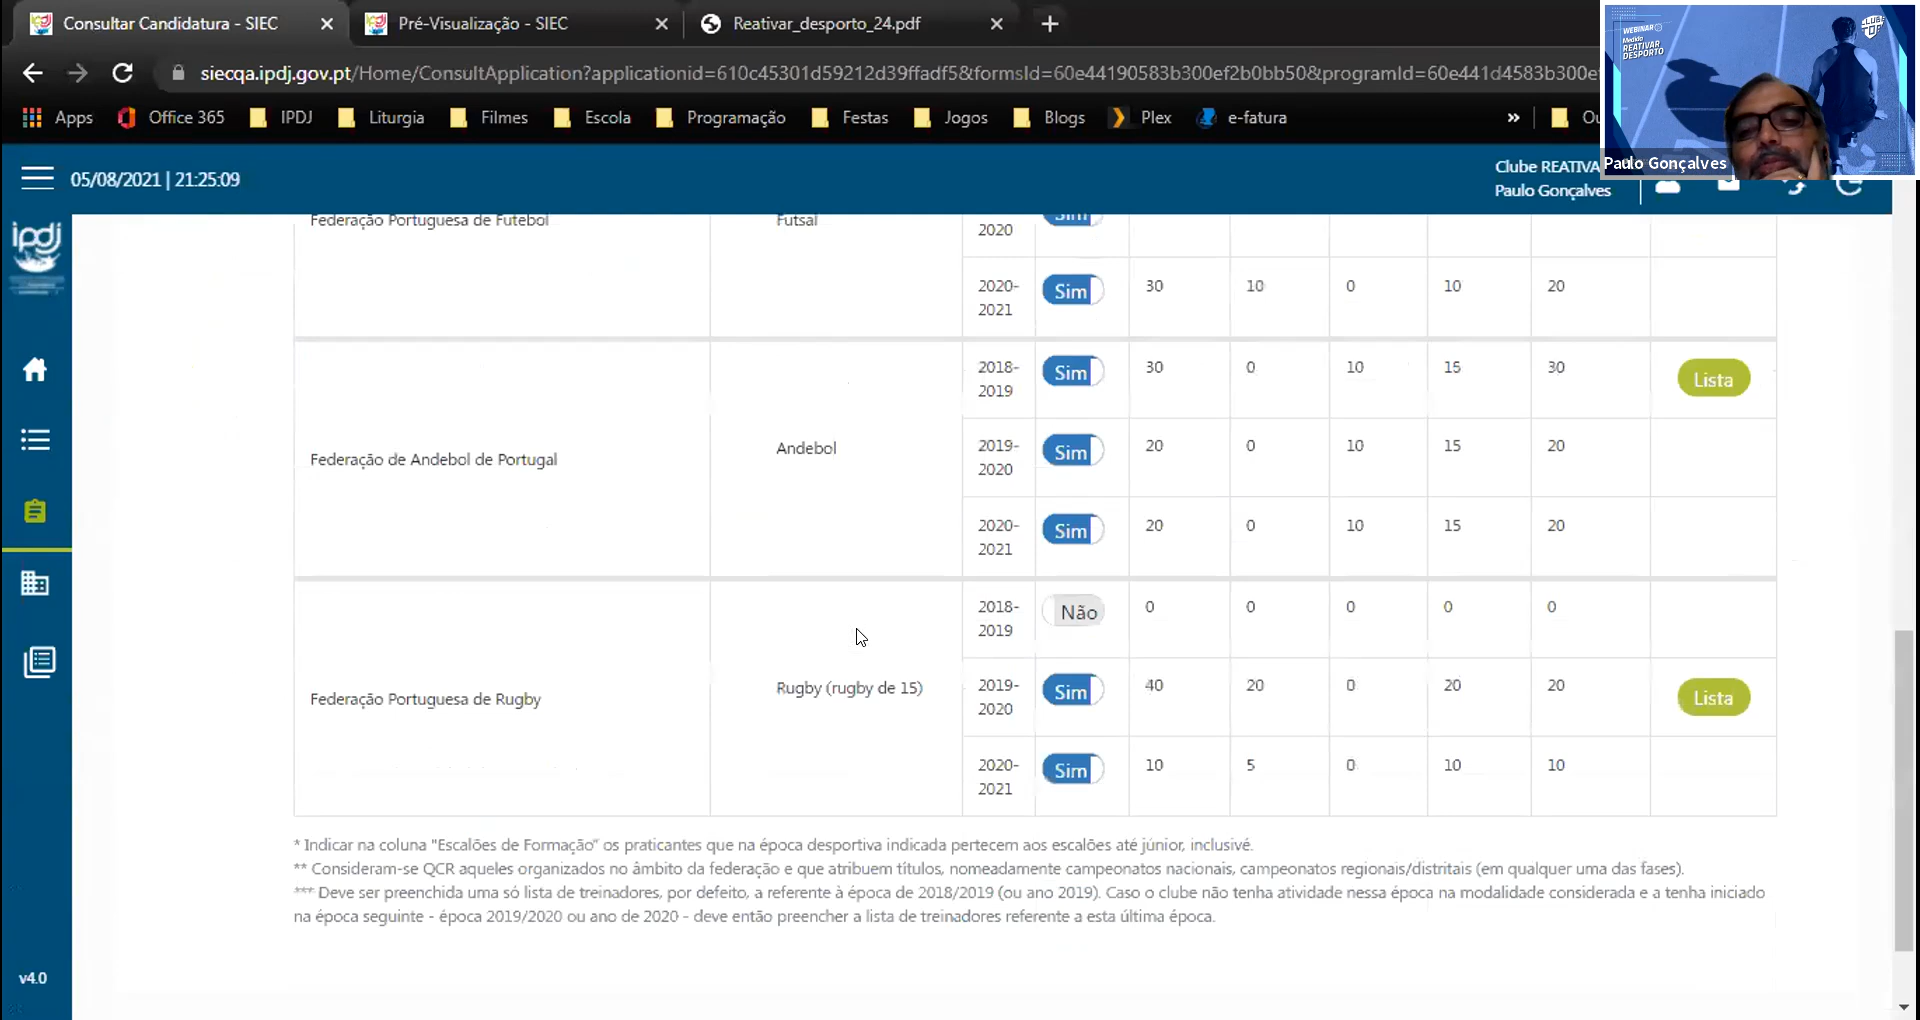 Consultar Candidatura - SIEC
Pré-Visualização - SIEC
Reativar_desporto_24.pdf
siecqa.ipdj.gov.pt/Home/ConsultApplication?applicationid=610c45301d59212d39ffadf5&formsId=60e44190583b300ef2b0bb50&programId=60e441d4583b300e
Apps Office 365 IPDJ Liturgia Filmes Escola Programação Festas Jogos Blogs Plex e-fatura » Ou
WEBINAR
Medida
REATIVAR
DESPORTO
CLUBE
TOP
Paulo Gonçalves
05/08/2021 | 21:25:09
Clube REATIVA
Paulo Gonçalves
ipdj
Federação Portuguesa de Futebol Futsal 2020 Sim
2020-2021 Sim 30 10 0 10 20
Federação de Andebol de Portugal Andebol
2018-2019 Sim 30 0 10 15 30 Lista
2019-2020 Sim 20 0 10 15 20
2020-2021 Sim 20 0 10 15 20
Federação Portuguesa de Rugby Rugby (rugby de 15)
2018-2019 Não 0 0 0 0 0
2019-2020 Sim 40 20 0 20 20 Lista
2020-2021 Sim 10 5 0 10 10
* Indicar na coluna "Escalões de Formação" os praticantes que na época desportiva indicada pertecem aos escalões até júnior, inclusivé.
** Consideram-se QCR aqueles organizados no âmbito da federação e que atribuem títulos, nomeadamente campeonatos nacionais, campeonatos regionais/distritais (em qualquer uma das fases).
*** Deve ser preenchida uma só lista de treinadores, por defeito, a referente à época de 2018/2019 (ou ano 2019). Caso o clube não tenha atividade nessa época na modalidade considerada e a tenha iniciado
na época seguinte - época 2019/2020 ou ano de 2020 - deve então preencher a lista de treinadores referente a esta última época.
v4.0